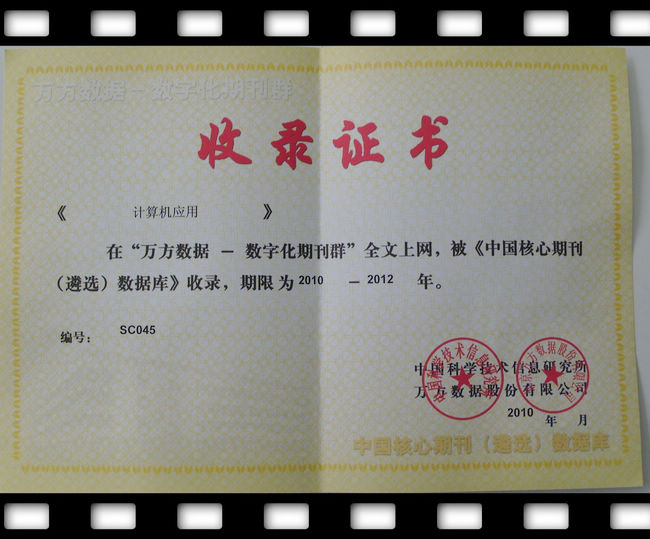 万方数据－数字化期刊群
收录证书
《 计算机应用 》
在“万方数据 － 数字化期刊群”全文上网，被《中国核心期刊
（遴选）数据库》收录，期限为2010 －2012 年。
编号： SC045
中国科学技术信息研究所
万方数据股份有限公司
2010 年 月
中国核心期刊（遴选）数据库